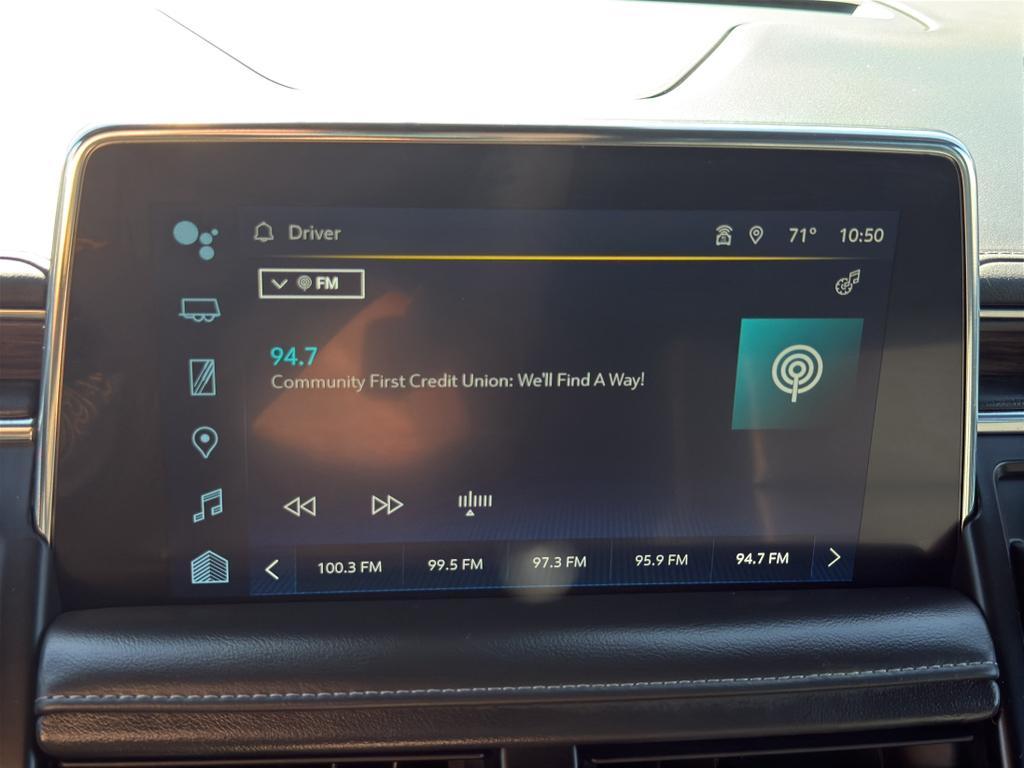 Driver 71° 10:50
FM
94.7
Community First Credit Union: We'll Find A Way!
100.3 FM 99.5 FM 97.3 FM 95.9 FM 94.7 FM